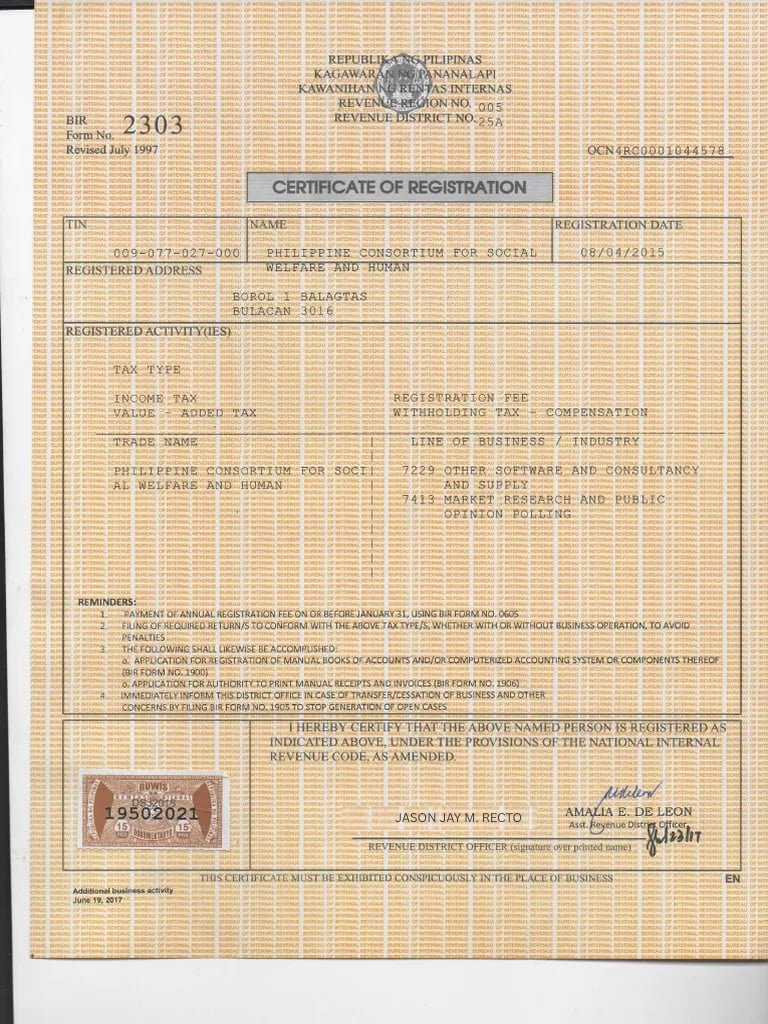 REPUBLIKA NG PILIPINAS
KAGAWARAN NG PANANALAPI
KAWANIHAN NG RENTAS INTERNAS
REVENUE REGION NO. 005
REVENUE DISTRICT NO. 25A
BIR
Form No. 2303
Revised July 1997
OCN4RC0001044578
CERTIFICATE OF REGISTRATION
TIN NAME REGISTRATION DATE
009-077-027-000 PHILIPPINE CONSORTIUM FOR SOCIAL 08/04/2015
WELFARE AND HUMAN
REGISTERED ADDRESS
BOROL 1 BALAGTAS
BULACAN 3016
REGISTERED ACTIVITY(IES)
TAX TYPE
INCOME TAX REGISTRATION FEE
VALUE - ADDED TAX WITHHOLDING TAX - COMPENSATION
TRADE NAME LINE OF BUSINESS / INDUSTRY
PHILIPPINE CONSORTIUM FOR SOCI 7229 OTHER SOFTWARE AND CONSULTANCY
AL WELFARE AND HUMAN AND SUPPLY
7413 MARKET RESEARCH AND PUBLIC
OPINION POLLING
REMINDERS:
1. PAYMENT OF ANNUAL REGISTRATION FEE ON OR BEFORE JANUARY 31, USING BIR FORM NO. 0605
2. FILING OF REQUIRED RETURN/S TO CONFORM WITH THE ABOVE TAX TYPE/S, WHETHER WITH OR WITHOUT BUSINESS OPERATION, TO AVOID
PENALTIES
3. THE FOLLOWING SHALL LIKEWISE BE ACCOMPLISHED:
a. APPLICATION FOR REGISTRATION OF MANUAL BOOKS OF ACCOUNTS AND/OR COMPUTERIZED ACCOUNTING SYSTEM OR COMPONENTS THEREOF
(BIR FORM NO. 1900)
o. APPLICATION FOR AUTHORITY TO PRINT MANUAL RECEIPTS AND INVOICES (BIR FORM NO. 1906)
4. IMMEDIATELY INFORM THIS DISTRICT OFFICE IN CASE OF TRANSFER/CESSATION OF BUSINESS AND OTHER
CONCERNS BY FILING BIR FORM NO. 1905 TO STOP GENERATION OF OPEN CASES
I HEREBY CERTIFY THAT THE ABOVE NAMED PERSON IS REGISTERED AS
INDICATED ABOVE, UNDER THE PROVISIONS OF THE NATIONAL INTERNAL
REVENUE CODE, AS AMENDED.
BUWIS
19502021
15 15
JASON JAY M. RECTO
AMALIA E. DE LEON
Asst. Revenue District Officer
REVENUE DISTRICT OFFICER (signature over printed name)
THIS CERTIFICATE MUST BE EXHIBITED CONSPICUOUSLY IN THE PLACE OF BUSINESS
EN
Additional business activity
June 19, 2017